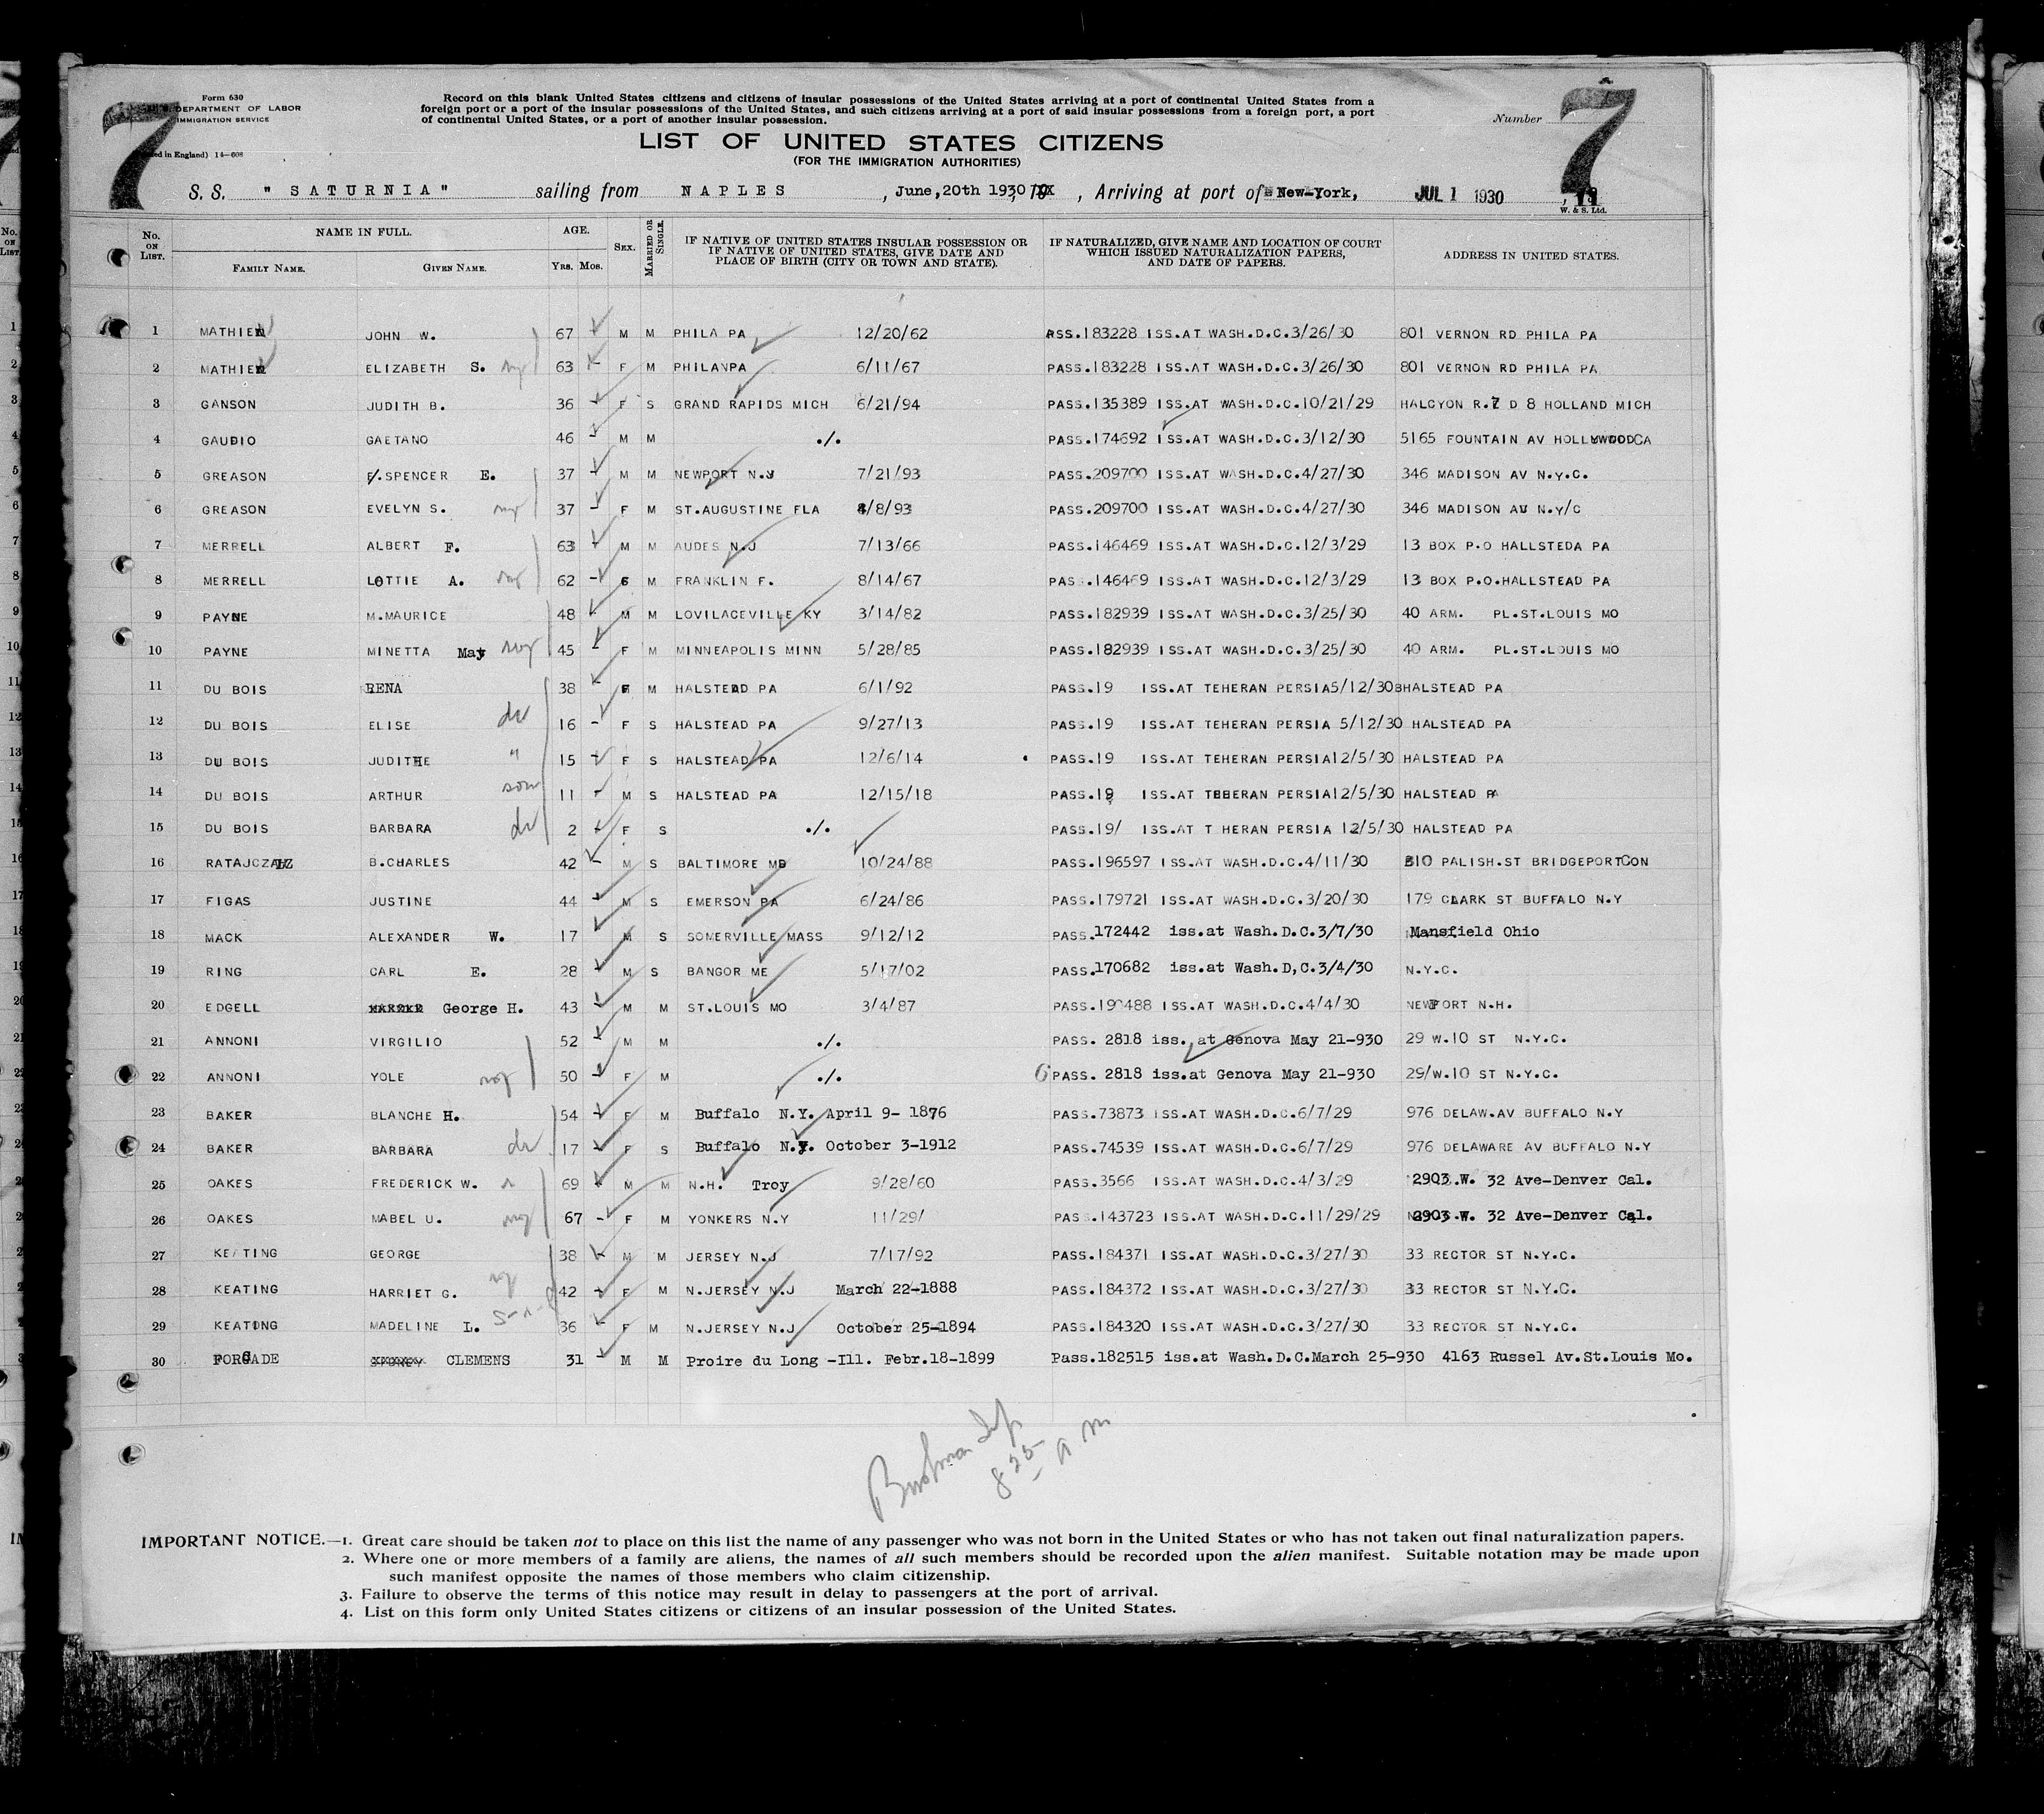 7
Form 630
DEPARTMENT OF LABOR
IMMIGRATION SERVICE
ed in England) 14-608
Record on this blank United States citizens and citizens of insular possessions of the United States arriving at a port of continental United States from a
foreign port or a port of the insular possessions of the United States, and such citizens arriving at a port of said insular possessions from a foreign port, a port
of continental United States, or a port of another insular possession.
Number
7
LIST OF UNITED STATES CITIZENS
(FOR THE IMMIGRATION AUTHORITIES)
S. S. "SATURNIA" sailing from NAPLES, June,20th 1930, Arriving at port of New-York, JUL 1 1930
W. & S. Ltd.
No. ON LIST. NAME IN FULL. FAMILY NAME. GIVEN NAME. AGE. YRS. MOS. SEX. MARRIED OR SINGLE. IF NATIVE OF UNITED STATES INSULAR POSSESSION OR IF NATIVE OF UNITED STATES, GIVE DATE AND PLACE OF BIRTH (CITY OR TOWN AND STATE). IF NATURALIZED, GIVE NAME AND LOCATION OF COURT WHICH ISSUED NATURALIZATION PAPERS, AND DATE OF PAPERS. ADDRESS IN UNITED STATES.
1 JOHN W. 67 M M PHILA PA 12/20/62 PASS.183228 ISS.AT WASH.D.C.3/26/30 801 VERNON RD PHILA PA
2 ELIZABETH S. 63 F M PHILANPA 6/11/67 PASS.183228 ISS.AT WASH.D.C.3/26/30 801 VERNON RD PHILA PA
3 GANSON JUDITH B. 36 F S GRAND RAPIDS MICH 6/21/94 PASS.135389 ISS.AT WASH.D.C.10/21/29 HALCYON R.7 D 8 HOLLAND MICH
4 GAUDIO GAETANO 46 M M ./. PASS.174692 ISS.AT WASH.D.C.3/12/30 5165 FOUNTAIN AV HOLLYWOODCA
5 GREASON SPENCER E. 37 M M NEWPORT N.J 7/21/93 PASS.209700 ISS.AT WASH.D.C.4/27/30 346 MADISON AV N.Y.C.
6 GREASON EVELYN S. 37 F M ST.AUGUSTINE FLA /8/93 PASS.209700 ISS.AT WASH.D.C.4/27/30 346 MADISON AV N.Y/C
7 MERRELL ALBERT F. 63 M M AUDES N.J 7/13/66 PASS.146469 ISS.AT WASH.D.C.12/3/29 13 BOX P.O HALLSTEDA PA
8 MERRELL LOTTIE A. 62 M FRANKLIN F. 8/14/67 PASS.146469 ISS.AT WASH.D.C.12/3/29 13 BOX P.O.HALLSTEAD PA
9 PAYNE M.MAURICE 48 M M LOVILACEVILLE KY 3/14/82 PASS.182939 ISS.AT WASH.D.C.3/25/30 40 ARM. PL.ST.LOUIS MO
10 PAYNE MINETTA May 45 F M MINNEAPOLIS MINN 5/28/85 PASS.182939 ISS.AT WASH.D.C.3/25/30 40 ARM. PL.ST.LOUIS MO
11 DU BOIS RENA 38 F M HALSTEAD PA 6/1/92 PASS.19 ISS.AT TEHERAN PERSIA5/12/30 HALSTEAD PA
12 DU BOIS ELISE 16 - F S HALSTEAD PA 9/27/13 PASS.19 ISS.AT TEHERAN PERSIA 5/12/30 HALSTEAD PA
13 DU BOIS JUDITHE " 15 F S HALSTEAD PA 12/6/14 PASS.19 ISS.AT TEHERAN PERSIA12/5/30 HALSTEAD PA
14 DU BOIS ARTHUR son 11 M S HALSTEAD PA 12/15/18 PASS.19 ISS.AT TEHERAN PERSIA12/5/30 HALSTEAD PA
15 DU BOIS BARBARA 2 F S ./. PASS.19/ ISS.AT T HERAN PERSIA 12/5/30 HALSTEAD PA
16 B.CHARLES 42 M S BALTIMORE MD 10/24/88 PASS.196597 ISS.AT WASH.D.C.4/11/30 PALISH.ST BRIDGEPORTCON
17 FIGAS JUSTINE 44 M S EMERSON PA 6/24/86 PASS.179721 ISS.AT WASH.D.C.3/20/30 179 CLARK ST BUFFALO N.Y
18 MACK ALEXANDER W. 17 M S SOMERVILLE MASS 9/12/12 PASS.172442 iss.at Wash.D.C.3/7/30 Mansfield Ohio
19 RING CARL E. 28 M S BANGOR ME 5/17/02 PASS.170682 iss.at Wash.D,C.3/4/30 N.Y.C.
20 EDGELL George H. 43 M M ST.LOUIS MO 3/4/87 PASS.190488 ISS.AT WASH.D.C.4/4/30 NEWPORT N.H.
21 ANNONI VIRGILIO 52 M M ./. PASS. 2818 iss. at Genova May 21-930 29 W.10 ST N.Y.C.
22 ANNONI YOLE 50 F M ./. PASS. 2818 iss.at Genova May 21-930 29/W.10 ST N.Y.C.
23 BAKER BLANCHE H. 54 F M Buffalo N.Y. April 9- 1876 PASS.73873 ISS.AT WASH.D.C.6/7/29 976 DELAW.AV BUFFALO N.Y
24 BAKER BARBARA 17 F S Buffalo N.Y. October 3-1912 PASS.74539 ISS.AT WASH.D.C.6/7/29 976 DELAWARE AV BUFFALO N.Y
25 OAKES FREDERICK W. 69 M M N.H. Troy 9/28/60 PASS.3566 ISS.AT WASH.D.C.4/3/29 2903.W. 32 Ave-Denver Cal.
26 OAKES MABEL U. 67 - F M YONKERS N.Y 11/29/ PASS.143723 ISS.AT WASH.D.C.11/29/29 2903 W. 32 Ave-Denver Cal.
27 KEATING GEORGE 38 M M JERSEY N.J 7/17/92 PASS.184371 ISS.AT WASH.D.C.3/27/30 33 RECTOR ST N.Y.C.
28 KEATING HARRIET G. 42 F M N.JERSEY N.J March 22-1888 PASS.184372 ISS.AT WASH.D.C.3/27/30 33 RECTOR ST N.Y.C.
29 KEATING MADELINE L. 36 - F M N.JERSEY N.J October 25-1894 PASS.184320 ISS.AT WASH.D.C.3/27/30 33 RECTOR ST N.Y.C.
30 FORGADE CLEMENS 31 M M Proire du Long -Ill. Febr.18-1899 Pass.182515 iss.at Wash.D.C.March 25-930 4163 Russel Av.St.Louis Mo.
825 a m
IMPORTANT NOTICE.—1. Great care should be taken not to place on this list the name of any passenger who was not born in the United States or who has not taken out final naturalization papers.
2. Where one or more members of a family are aliens, the names of all such members should be recorded upon the alien manifest. Suitable notation may be made upon
such manifest opposite the names of those members who claim citizenship.
3. Failure to observe the terms of this notice may result in delay to passengers at the port of arrival.
4. List on this form only United States citizens or citizens of an insular possession of the United States.